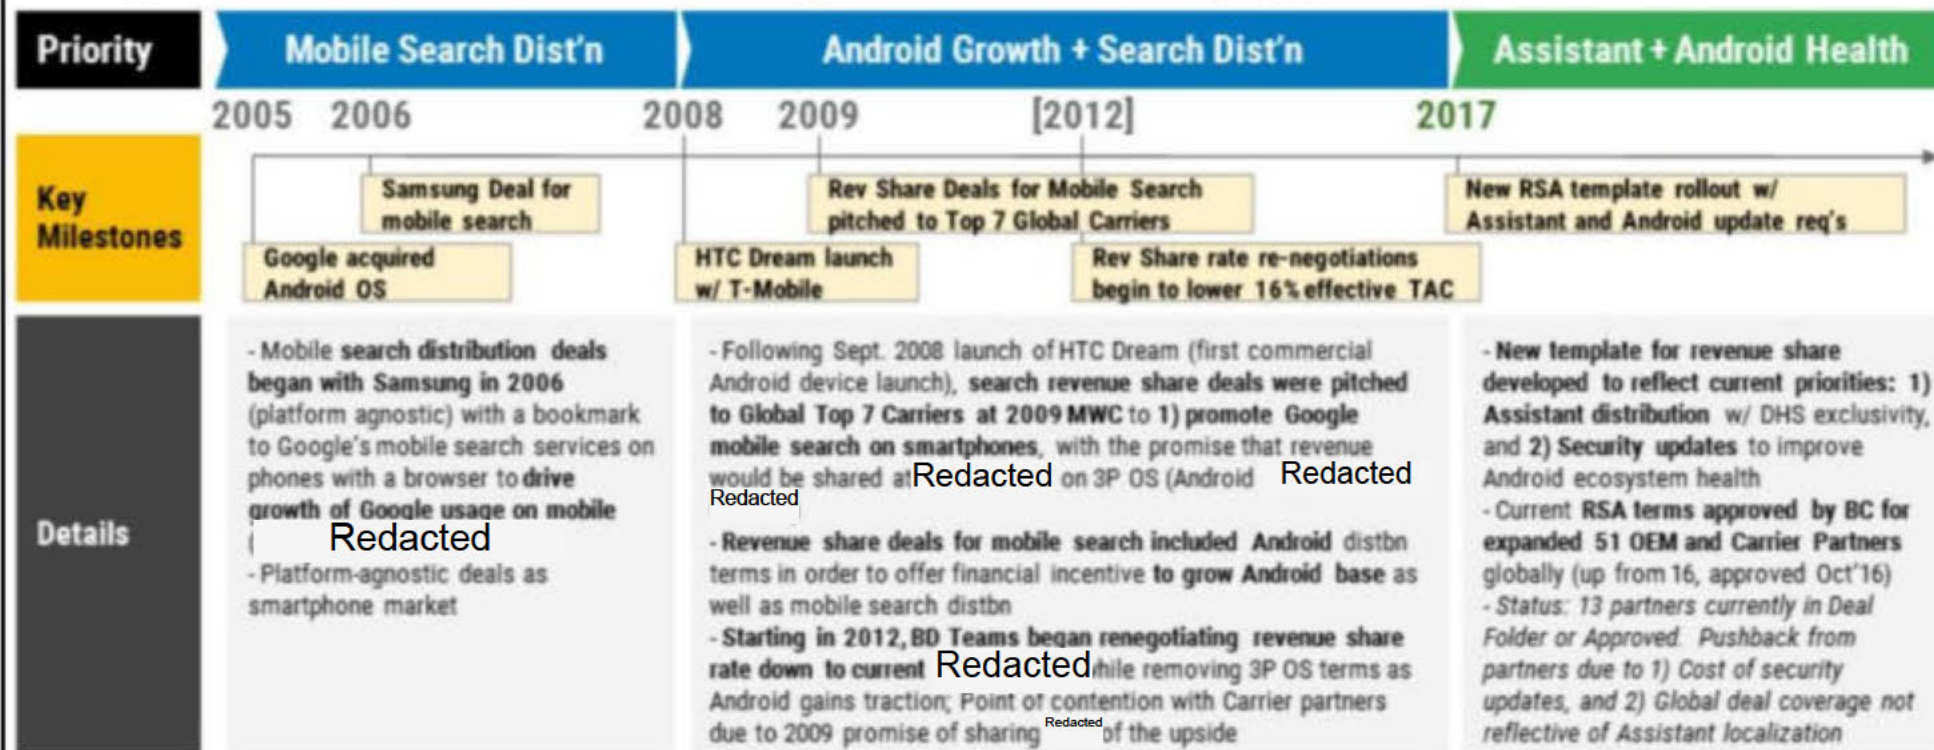 Priority
Mobile Search Dist'n
Android Growth + Search Dist'n
Assistant + Android Health
2005 2006 2008 2009 [2012] 2017
Key
Milestones
Samsung Deal for
mobile search
Google acquired
Android OS
HTC Dream launch
w/ T-Mobile
Rev Share Deals for Mobile Search
pitched to Top 7 Global Carriers
Rev Share rate re-negotiations
begin to lower 16% effective TAC
New RSA template rollout w/
Assistant and Android update req's
Details
- Mobile search distribution deals
began with Samsung in 2006
(platform agnostic) with a bookmark
to Google's mobile search services on
phones with a browser to drive
growth of Google usage on mobile
( Redacted
- Platform-agnostic deals as
smartphone market
- Following Sept. 2008 launch of HTC Dream (first commercial
Android device launch), search revenue share deals were pitched
to Global Top 7 Carriers at 2009 MWC to 1) promote Google
mobile search on smartphones, with the promise that revenue
would be shared at Redacted on 3P OS (Android Redacted
Redacted
- Revenue share deals for mobile search included Android distbn
terms in order to offer financial incentive to grow Android base as
well as mobile search distbn
- Starting in 2012, BD Teams began renegotiating revenue share
rate down to current Redacted hile removing 3P OS terms as
Android gains traction; Point of contention with Carrier partners
due to 2009 promise of sharing Redacted of the upside
- New template for revenue share
developed to reflect current priorities: 1)
Assistant distribution w/ DHS exclusivity,
and 2) Security updates to improve
Android ecosystem health
- Current RSA terms approved by BC for
expanded 51 OEM and Carrier Partners
globally (up from 16, approved Oct'16)
- Status: 13 partners currently in Deal
Folder or Approved. Pushback from
partners due to 1) Cost of security
updates, and 2) Global deal coverage not
reflective of Assistant localization